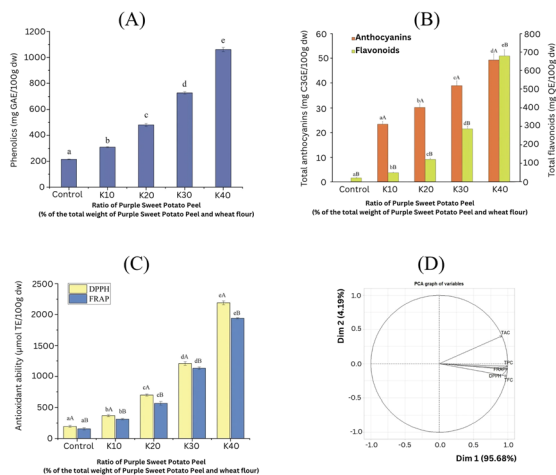 (A)
1200
1000
800
600
400
200
0
Phenolics (mg GAE/100g dw)
a
b
c
d
e
Control K10 K20 K30 K40
Ratio of Purple Sweet Potato Peel
(% of the total weight of Purple Sweet Potato Peel and wheat flour)
(B)
Anthocyanins
Flavonoids
60
50
40
30
20
10
0
Total anthocyanins (mg C3GE/100g dw)
800
700
600
500
400
300
200
100
0
Total flavonoids (mg QE/100g dw)
aB
aA
bA
cA
dB
dA
eB
Control K10 K20 K30 K40
Ratio of Purple Sweet Potato Peel
(% of the total weight of Purple Sweet Potato Peel and wheat flour)
(C)
DPPH
FRAP
2500
2000
1500
1000
500
0
Antioxidant ability (µmol TE/100g dw)
aA aB
bA bB
cA cB
dA dB
eA eB
Control K10 K20 K30 K40
Ratio of Purple Sweet Potato Peel
(% of the total weight of Purple Sweet Potato Peel and wheat flour)
(D)
PCA graph of variables
1.0
0.5
0.0
-0.5
-1.0
Dim 2 (4.19%)
TAC
TPC
FRAP
DPPH
TFC
-1.0 -0.5 0.0 0.5 1.0
Dim 1 (95.68%)